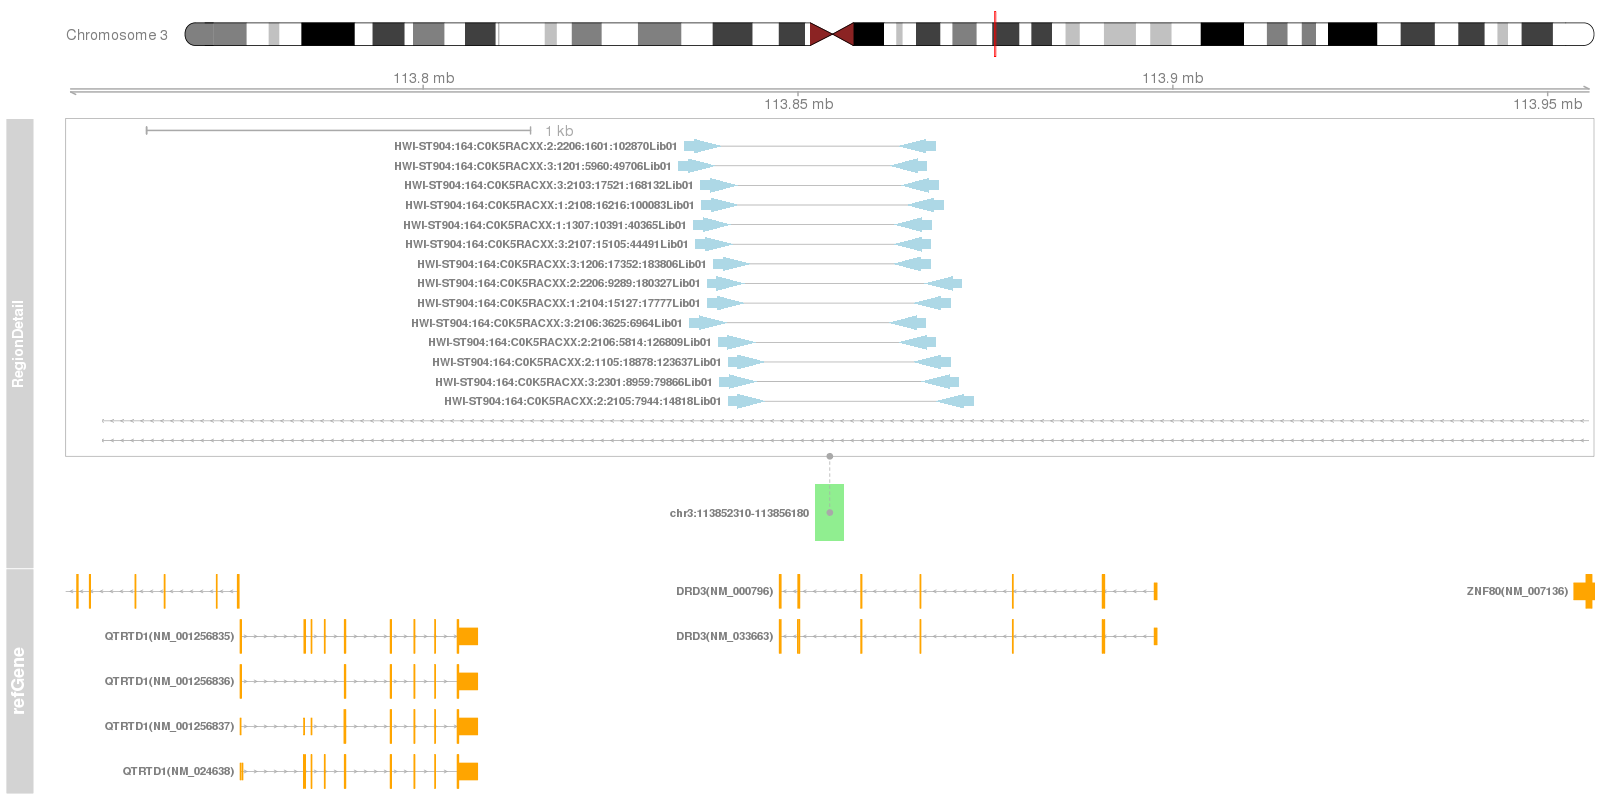 Chromosome 3
113.8 mb
113.9 mb
113.85 mb
113.95 mb
1 kb
HWI-ST904:164:C0K5RACXX:2:2206:1601:102870Lib01
HWI-ST904:164:C0K5RACXX:3:1201:5960:49706Lib01
HWI-ST904:164:C0K5RACXX:3:2103:17521:168132Lib01
HWI-ST904:164:C0K5RACXX:1:2108:16216:100083Lib01
HWI-ST904:164:C0K5RACXX:1:1307:10391:40365Lib01
HWI-ST904:164:C0K5RACXX:3:2107:15105:44491Lib01
HWI-ST904:164:C0K5RACXX:3:1206:17352:183806Lib01
HWI-ST904:164:C0K5RACXX:2:2206:9289:180327Lib01
HWI-ST904:164:C0K5RACXX:1:2104:15127:17777Lib01
HWI-ST904:164:C0K5RACXX:3:2106:3625:6964Lib01
HWI-ST904:164:C0K5RACXX:2:2106:5814:126809Lib01
HWI-ST904:164:C0K5RACXX:2:1105:18878:123637Lib01
HWI-ST904:164:C0K5RACXX:3:2301:8959:79866Lib01
HWI-ST904:164:C0K5RACXX:2:2105:7944:14818Lib01
RegionDetail
chr3:113852310-113856180
DRD3(NM_000796)
ZNF80(NM_007136)
QTRTD1(NM_001256835)
DRD3(NM_033663)
QTRTD1(NM_001256836)
refGene
QTRTD1(NM_001256837)
QTRTD1(NM_024638)